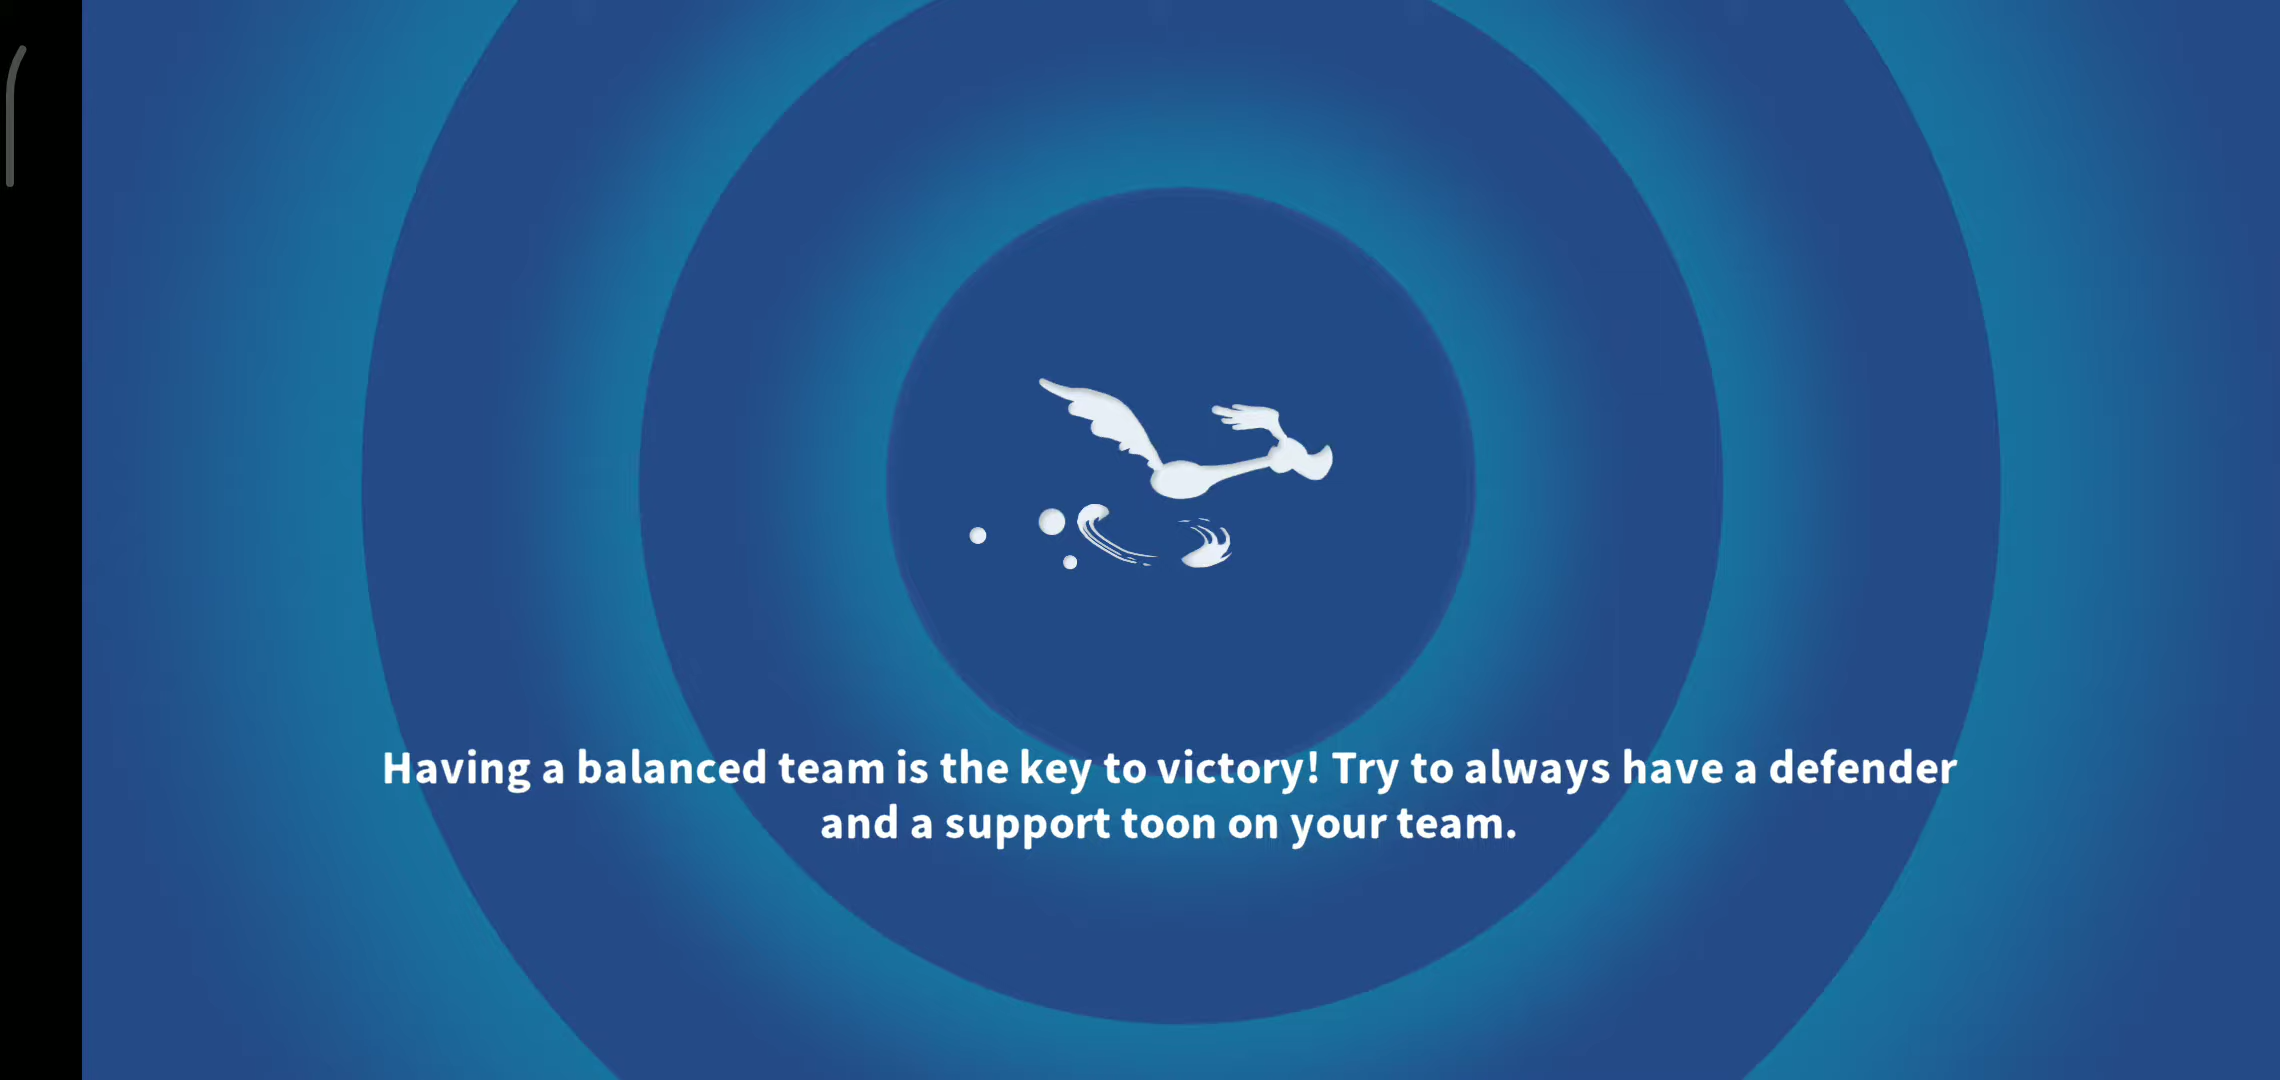 Having a balanced team is the key to victory! Try to always have a defender
and a support toon on your team.